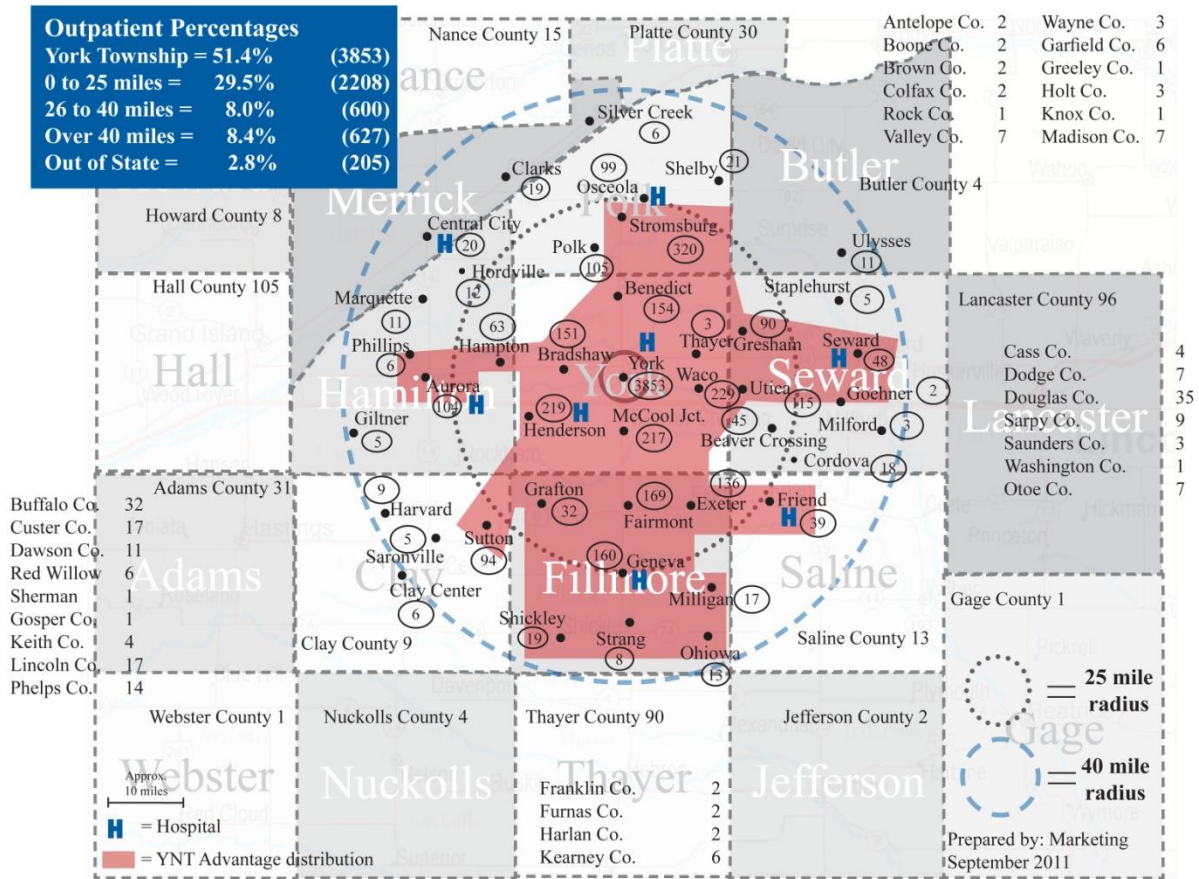 Outpatient Percentages
York Township = 51.4% (3853)
0 to 25 miles = 29.5% (2208)
26 to 40 miles = 8.0% (600)
Over 40 miles = 8.4% (627)
Out of State = 2.8% (205)
Nance County 15
Platte County 30
Platte
Antelope Co. 2 Wayne Co. 3
Boone Co. 2 Garfield Co. 6
Brown Co. 2 Greeley Co. 1
Colfax Co. 2 Holt Co. 3
Rock Co. 1 Knox Co. 1
Valley Co. 7 Madison Co. 7
Silver Creek
6
Clarks
19
99
Osceola
H
Shelby
21
Polk
Merrick
Butler
Butler County 4
Howard County 8
Central City
H
20
Hordville
12
Stromsburg
320
Polk
105
Ulysses
11
Surprise
Valparaiso
Hall County 105
Marquette
11
63
Benedict
154
Staplehurst
5
Lancaster County 96
Grand Island
Hall
Phillips
6
Hampton
151
Bradshaw
H
3
Thayer
90
Gresham
Seward
H
48
Waverly
Hamilton
Aurora
104
H
York
York
3853
Waco
229
Utica
115
Seward
Goehner
2
Lancaster
Cass Co. 4
Dodge Co. 7
Douglas Co. 35
Sarpy Co. 9
Saunders Co. 3
Washington Co. 1
Otoe Co. 7
Giltner
5
219
H
Henderson
McCool Jct.
217
45
Beaver Crossing
Milford
3
Cordova
18
Adams County 31
Adams
Buffalo Co. 32
Custer Co. 17
Dawson Co. 11
Red Willow 6
Sherman 1
Gosper Co. 1
Keith Co. 4
Lincoln Co. 17
Phelps Co. 14
9
Harvard
5
Saronville
Sutton
94
Clay
Clay Center
6
Clay County 9
Grafton
32
169
Fairmont
136
Exeter
Friend
H
39
160
Geneva
H
Fillmore
Saline
Milligan
17
Shickley
19
Strang
8
Ohiowa
13
Saline County 13
Gage County 1
Pickrell
Webster County 1
Webster
Nuckolls County 4
Nuckolls
Thayer County 90
Thayer
Franklin Co. 2
Furnas Co. 2
Harlan Co. 2
Kearney Co. 6
Jefferson County 2
Jefferson
Gage
Wymore
Red Cloud
Superior
Approx.
10 miles
H = Hospital
= YNT Advantage distribution
= 25 mile
radius
= 40 mile
radius
Prepared by: Marketing
September 2011